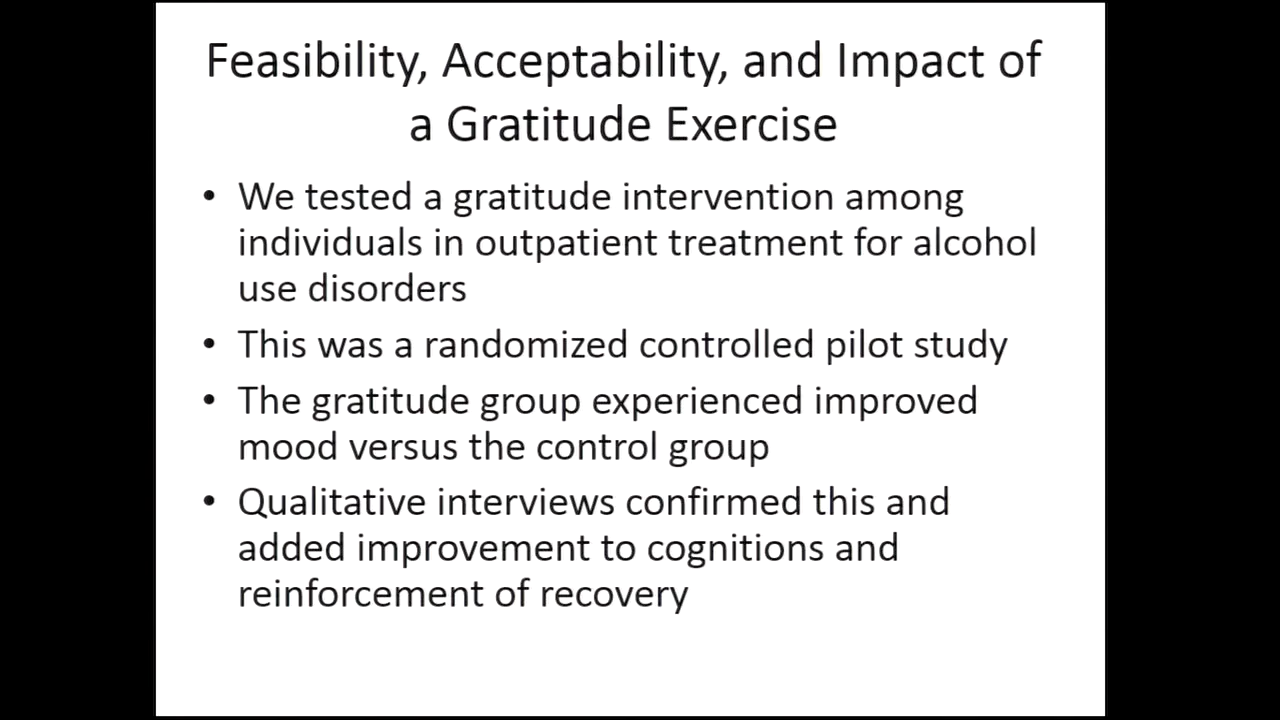 Feasibility, Acceptability, and Impact of
a Gratitude Exercise
• We tested a gratitude intervention among
individuals in outpatient treatment for alcohol
use disorders
• This was a randomized controlled pilot study
• The gratitude group experienced improved
mood versus the control group
• Qualitative interviews confirmed this and
added improvement to cognitions and
reinforcement of recovery